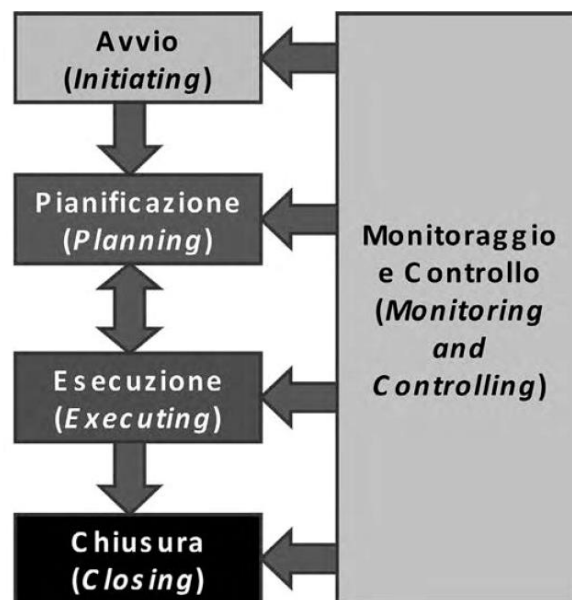 Avvio
(Initiating)
Pianificazione
(Planning)
Esecuzione
(Executing)
Chiusura
(Closing)
Monitoraggio
e Controllo
(Monitoring
and
Controlling)